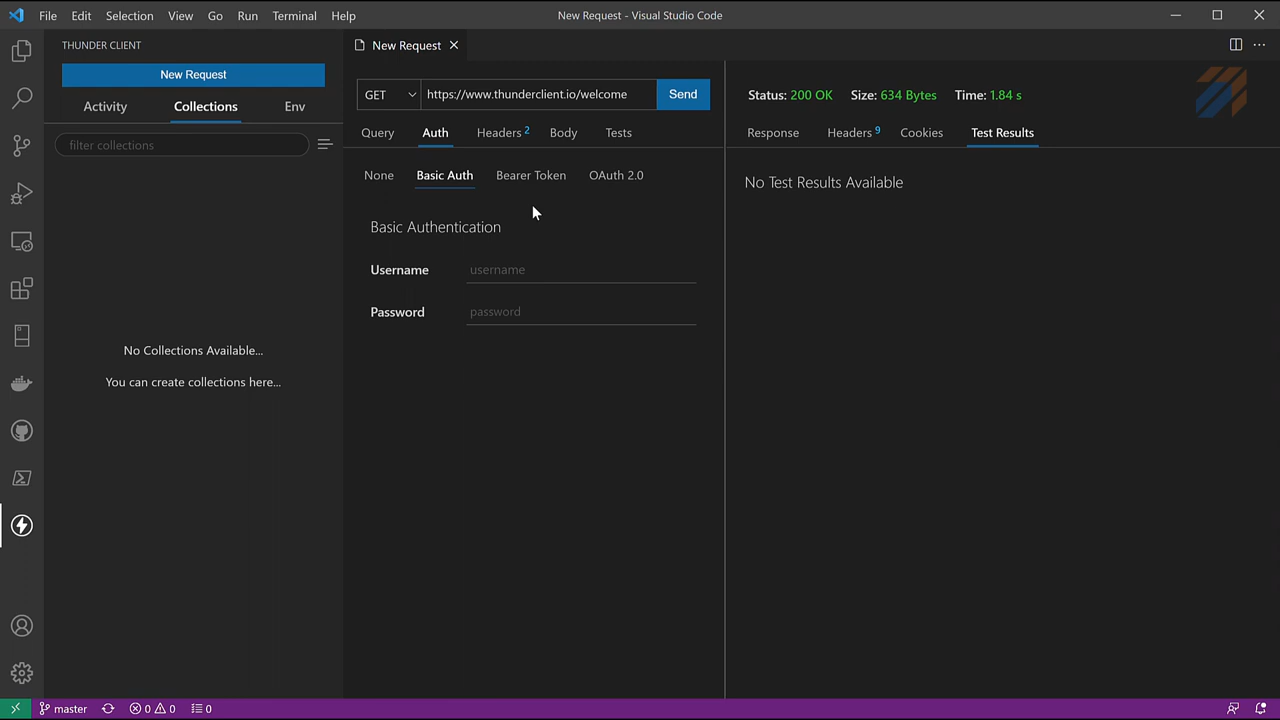 File Edit Selection View Go Run Terminal Help
New Request - Visual Studio Code
THUNDER CLIENT
New Request
Activity Collections Env
filter collections
No Collections Available...
You can create collections here...
New Request
GET https://www.thunderclient.io/welcome Send
Query Auth Headers 2 Body Tests
None Basic Auth Bearer Token OAuth 2.0
Basic Authentication
Username username
Password password
Status: 200 OK Size: 634 Bytes Time: 1.84 s
Response Headers 9 Cookies Test Results
No Test Results Available
master 0 0 0